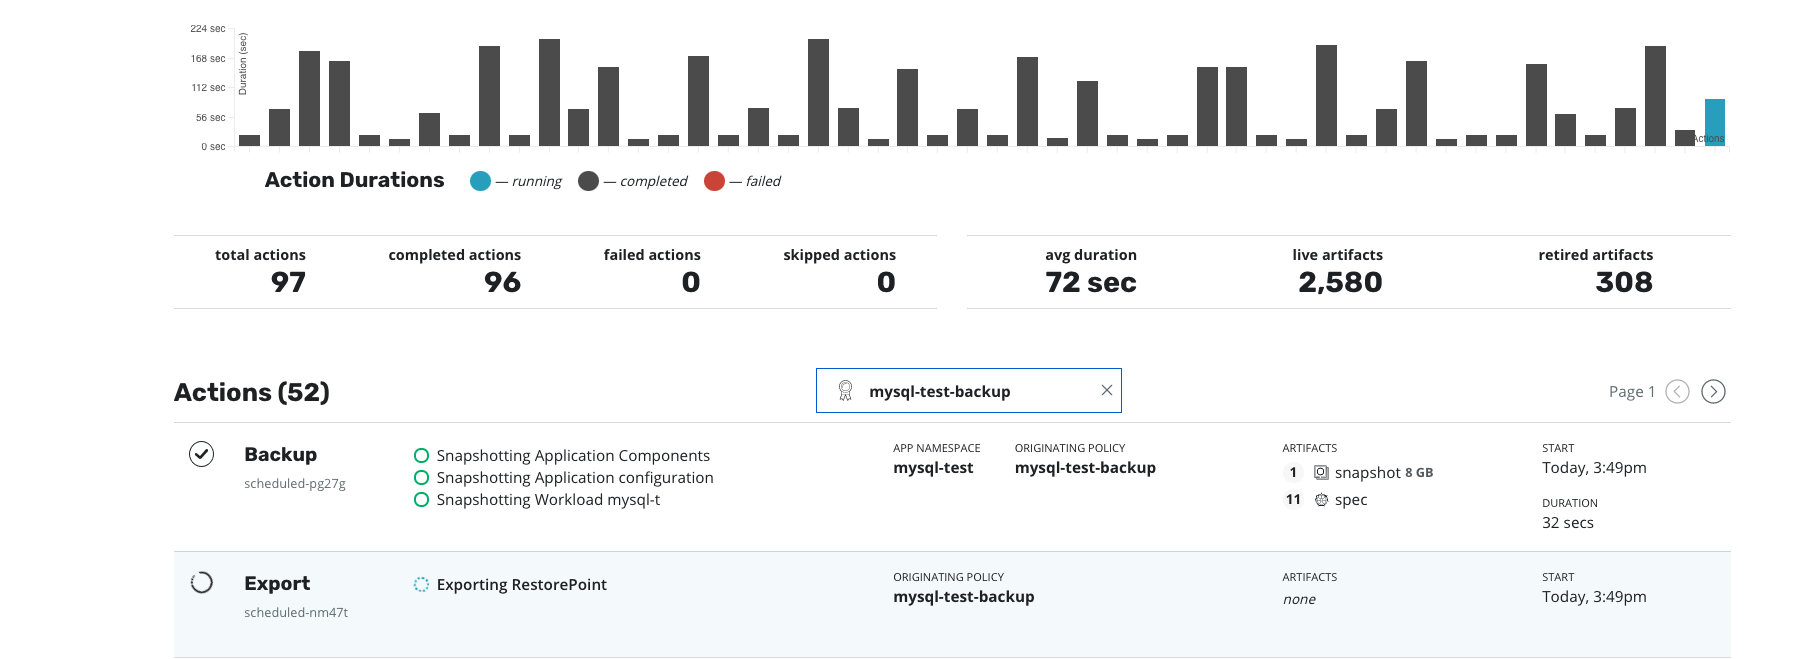 224 sec
168 sec
112 sec
56 sec
0 sec
Duration (sec)
Actions
Action Durations
— running
— completed
— failed
total actions
97
completed actions
96
failed actions
0
skipped actions
0
avg duration
72 sec
live artifacts
2,580
retired artifacts
308
Actions (52)
mysql-test-backup
Page 1
Backup
scheduled-pg27g
Snapshotting Application Components
Snapshotting Application configuration
Snapshotting Workload mysql-t
APP NAMESPACE
mysql-test
ORIGINATING POLICY
mysql-test-backup
ARTIFACTS
1 snapshot 8 GB
11 spec
START
Today, 3:49pm
DURATION
32 secs
Export
scheduled-nm47t
Exporting RestorePoint
ORIGINATING POLICY
mysql-test-backup
ARTIFACTS
none
START
Today, 3:49pm